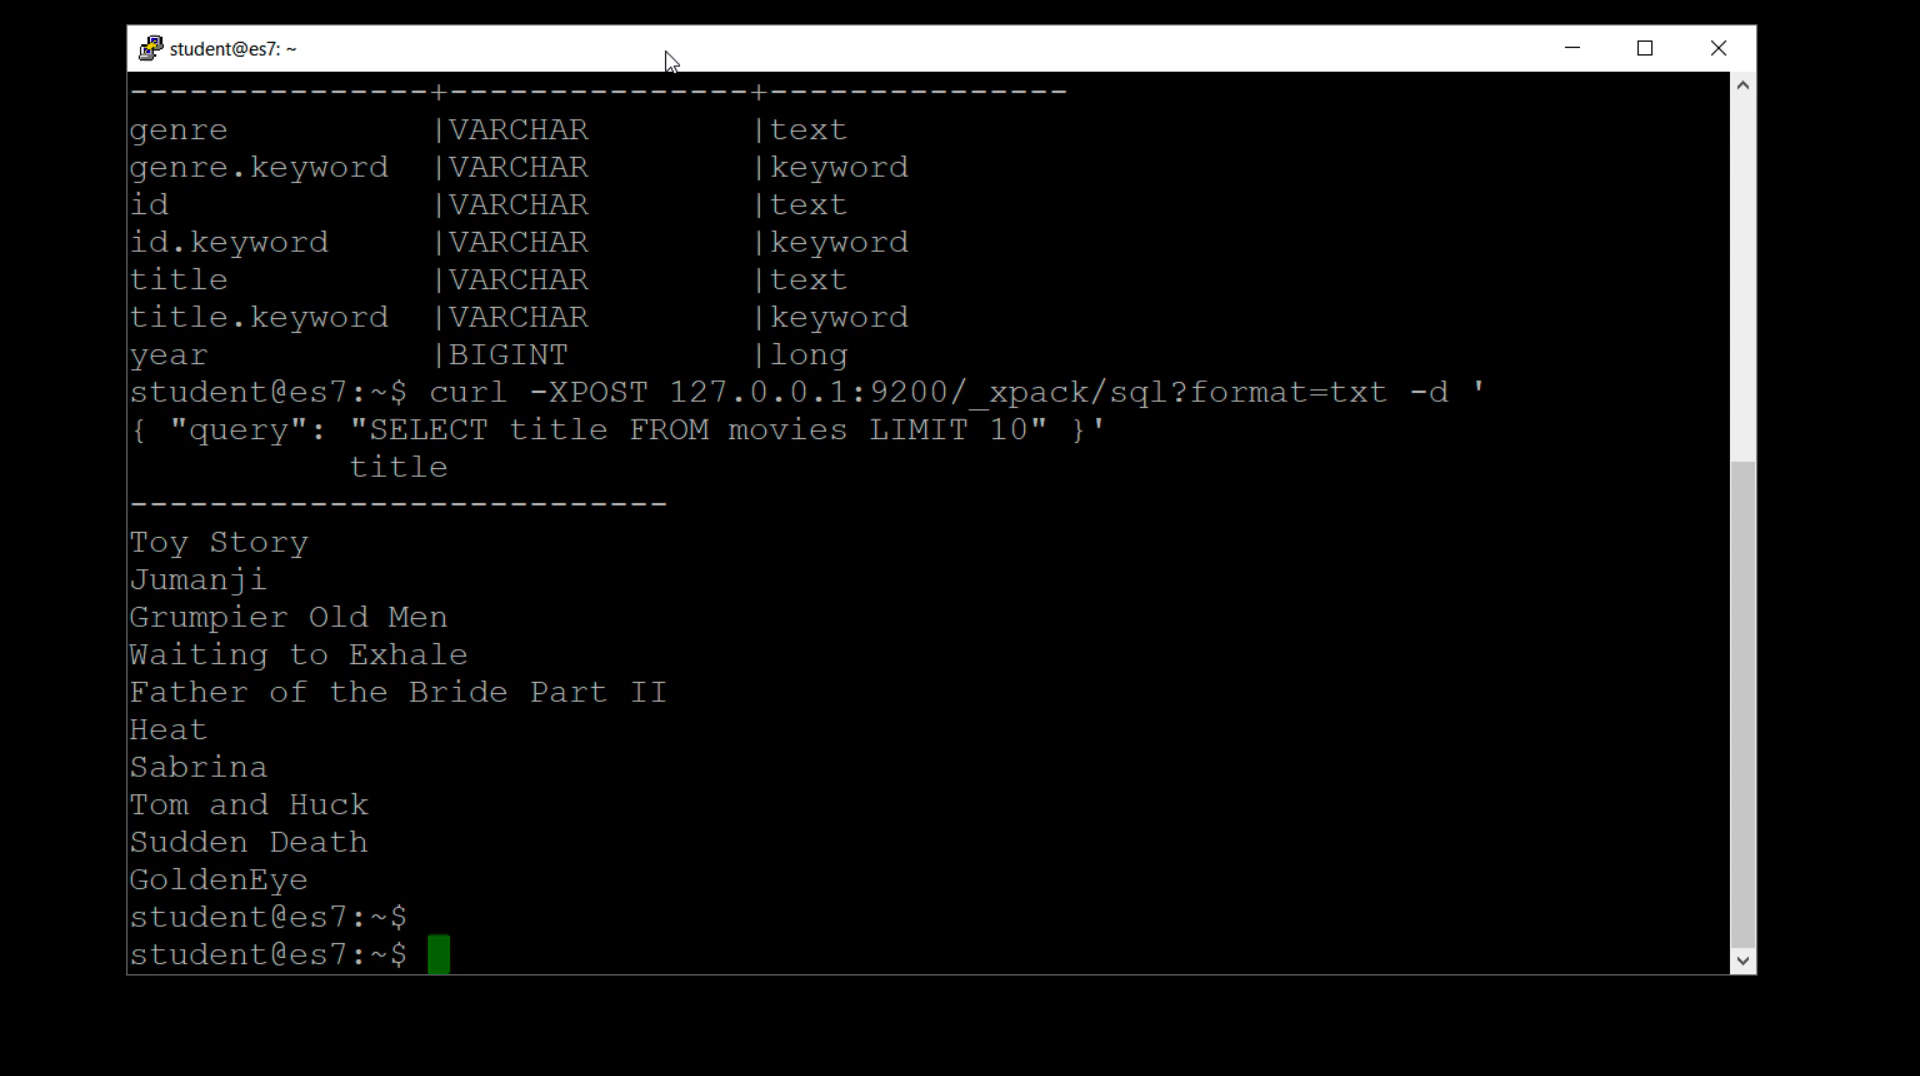 student@es7: ~
---------------+---------------+---------------
genre          |VARCHAR        |text
genre.keyword  |VARCHAR        |keyword
id             |VARCHAR        |text
id.keyword     |VARCHAR        |keyword
title          |VARCHAR        |text
title.keyword  |VARCHAR        |keyword
year           |BIGINT         |long
student@es7:~$ curl -XPOST 127.0.0.1:9200/_xpack/sql?format=txt -d '
{ "query": "SELECT title FROM movies LIMIT 10" }'
           title
---------------------------
Toy Story
Jumanji
Grumpier Old Men
Waiting to Exhale
Father of the Bride Part II
Heat
Sabrina
Tom and Huck
Sudden Death
GoldenEye
student@es7:~$
student@es7:~$